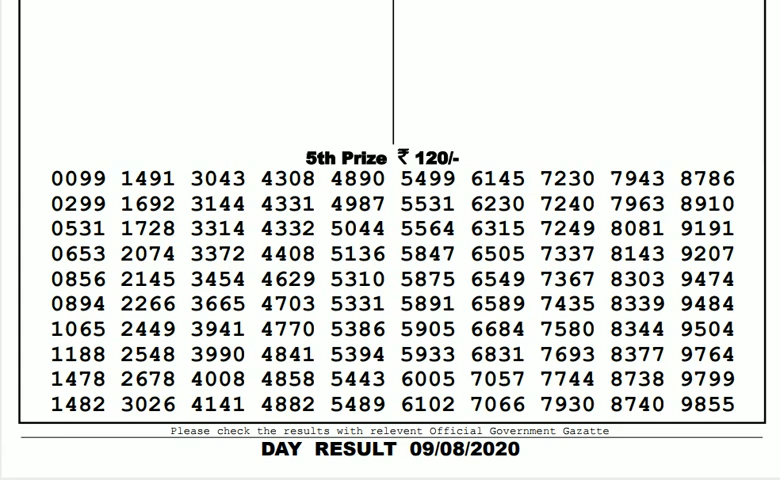 5th Prize ₹ 120/-
0099 1491 3043 4308 4890 5499 6145 7230 7943 8786
0299 1692 3144 4331 4987 5531 6230 7240 7963 8910
0531 1728 3314 4332 5044 5564 6315 7249 8081 9191
0653 2074 3372 4408 5136 5847 6505 7337 8143 9207
0856 2145 3454 4629 5310 5875 6549 7367 8303 9474
0894 2266 3665 4703 5331 5891 6589 7435 8339 9484
1065 2449 3941 4770 5386 5905 6684 7580 8344 9504
1188 2548 3990 4841 5394 5933 6831 7693 8377 9764
1478 2678 4008 4858 5443 6005 7057 7744 8738 9799
1482 3026 4141 4882 5489 6102 7066 7930 8740 9855
Please check the results with relevent Official Government Gazatte
DAY RESULT 09/08/2020